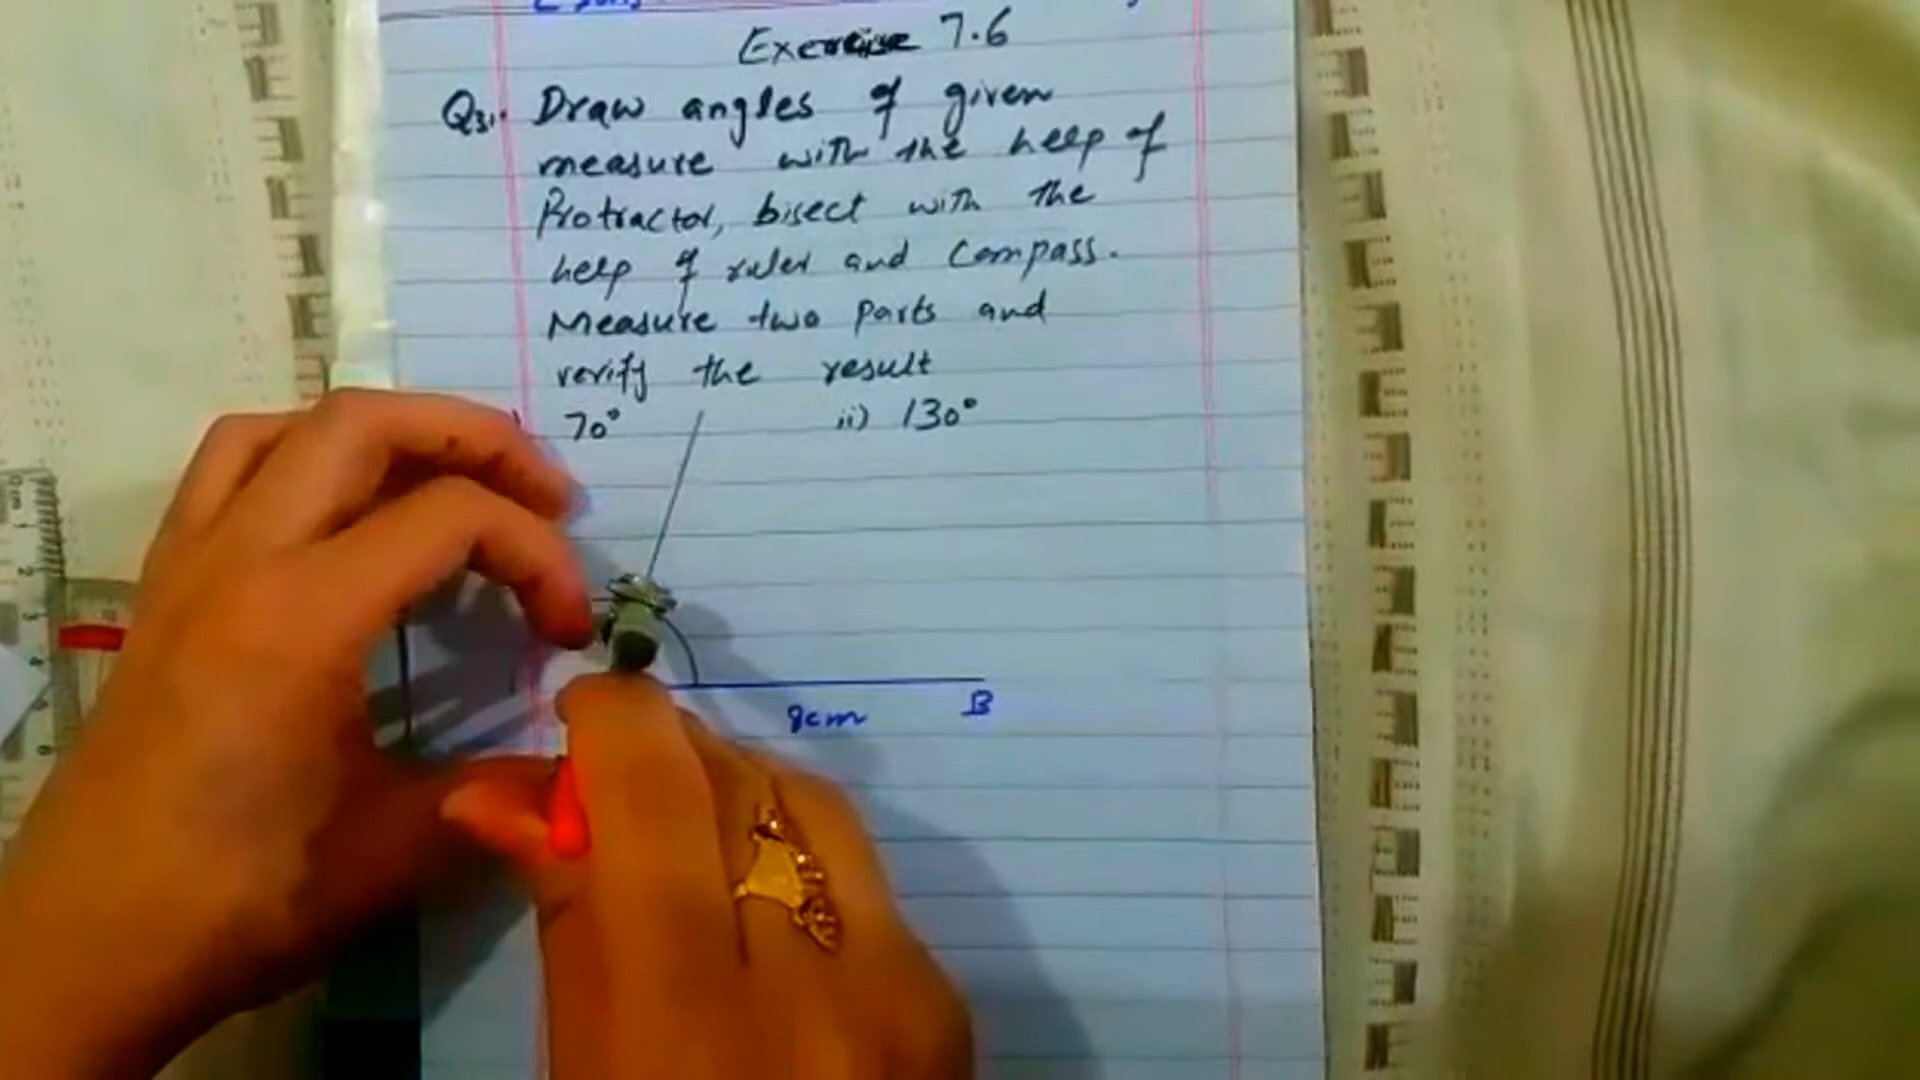 Exercise 7.6
Q3. Draw angles of given
measure with the help of
Protractor, bisect with the
help of ruler and compass.
Measure two parts and
verify the result
70° ii) 130°
8cm B